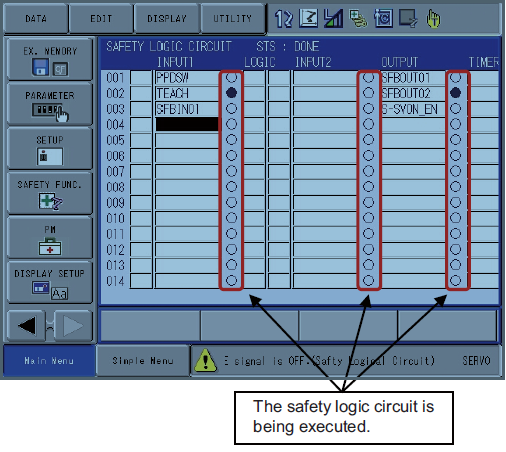 DATA EDIT DISPLAY UTILITY
EX. MEMORY
CF
PARAMETER
SETUP
SAFETY FUNC.
PM
DISPLAY SETUP
Aa
SAFETY LOGIC CIRCUIT STS : DONE
INPUT1 LOGIC INPUT2 OUTPUT TIMER
001 PPDSW SFBOUT01
002 TEACH SFBOUT02
003 SFBIN01 S-SVON_EN
004
005
006
007
008
009
010
011
012
013
014
Main Menu Simple Menu E signal is OFF.(Safty Logical Circuit) SERVO
The safety logic circuit is
being executed.